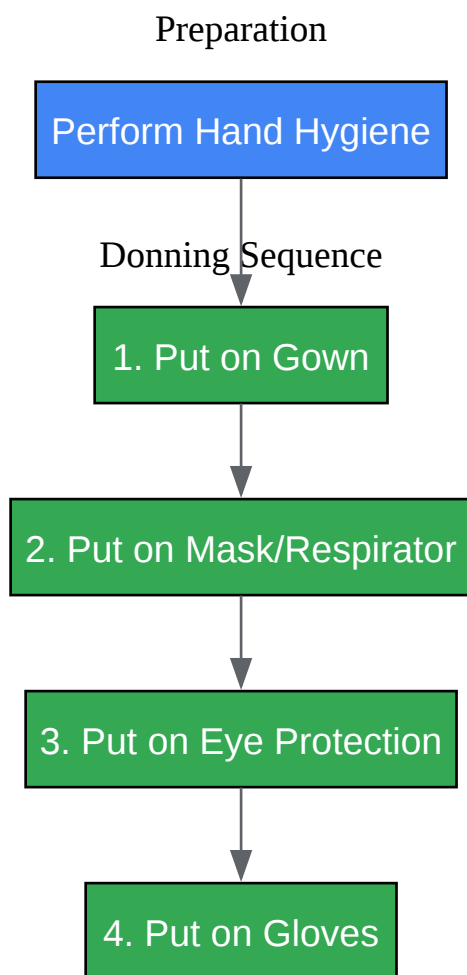 Preparation
Perform Hand Hygiene
Donning Sequence
1. Put on Gown
2. Put on Mask/Respirator
3. Put on Eye Protection
4. Put on Gloves